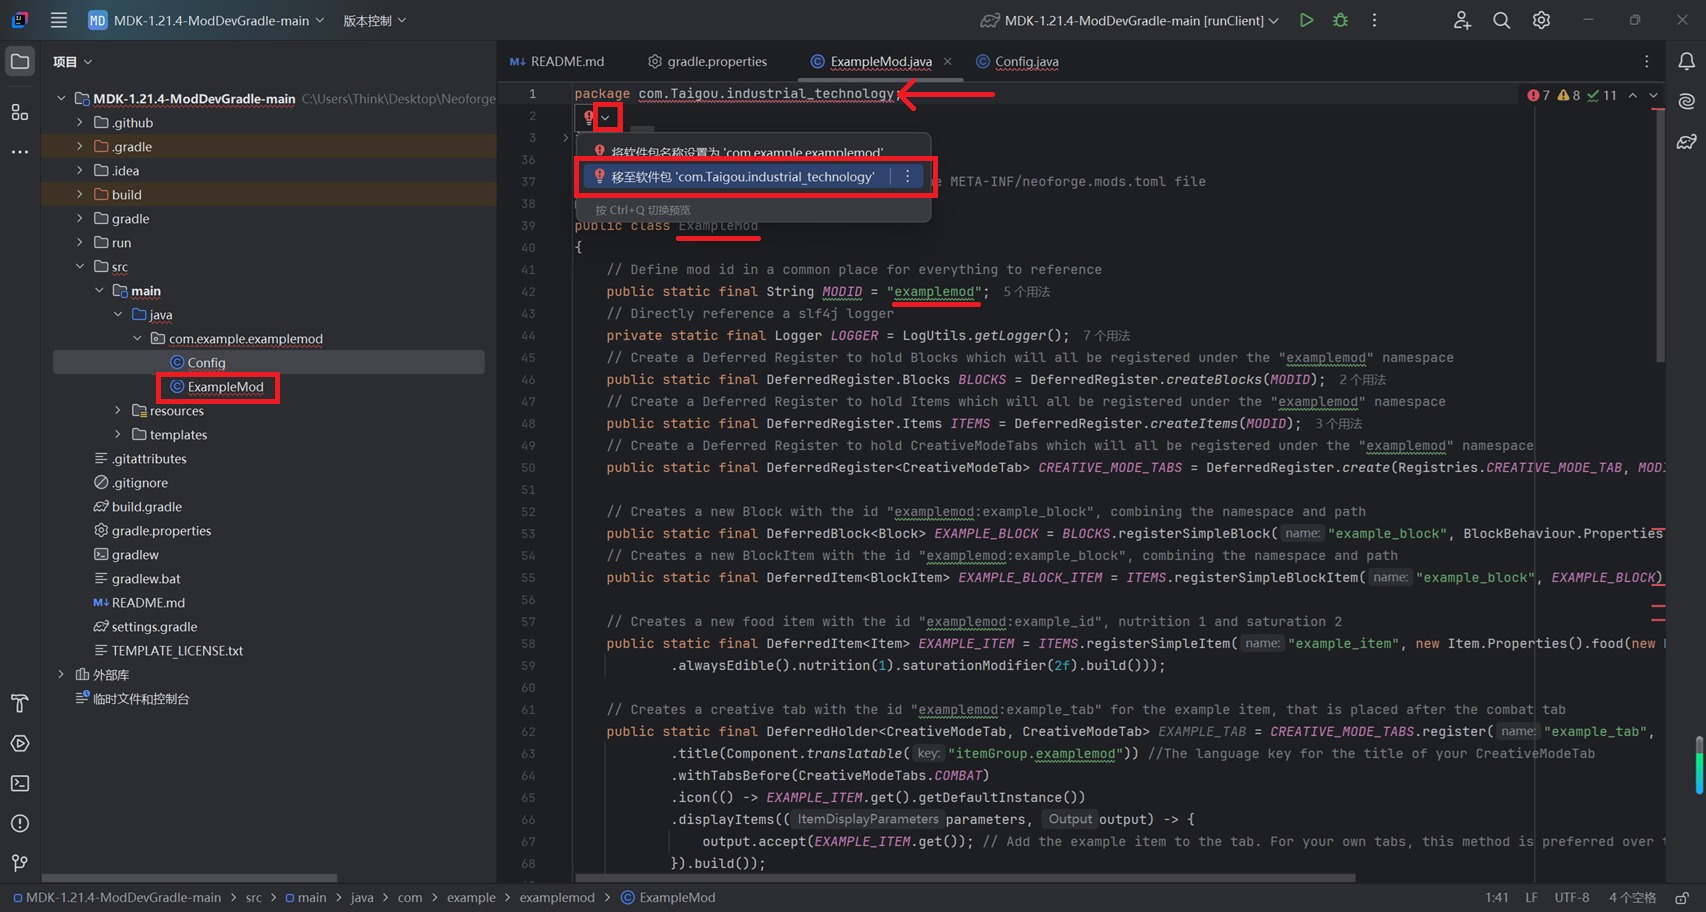 MD MDK-1.21.4-ModDevGradle-main 版本控制 MDK-1.21.4-ModDevGradle-main [runClient]
项目
README.md gradle.properties ExampleMod.java Config.java
MDK-1.21.4-ModDevGradle-main C:\Users\Think\Desktop\Neoforge
.github
.gradle
.idea
build
gradle
run
src
main
java
com.example.examplemod
Config
ExampleMod
resources
templates
.gitattributes
.gitignore
build.gradle
gradle.properties
gradlew
gradlew.bat
README.md
settings.gradle
TEMPLATE_LICENSE.txt
外部库
临时文件和控制台
7 8 11
1 package com.Taigou.industrial_technology;
2
3
将软件包名称设置为 'com.example.examplemod'
36
移至软件包 'com.Taigou.industrial_technology'
37 META-INF/neoforge.mods.toml file
38
按 Ctrl+Q 切换预览
39 public class ExampleMod
40 {
41 // Define mod id in a common place for everything to reference
42 public static final String MODID = "examplemod"; 5 个用法
43 // Directly reference a slf4j logger
44 private static final Logger LOGGER = LogUtils.getLogger(); 7 个用法
45 // Create a Deferred Register to hold Blocks which will all be registered under the "examplemod" namespace
46 public static final DeferredRegister.Blocks BLOCKS = DeferredRegister.createBlocks(MODID); 2 个用法
47 // Create a Deferred Register to hold Items which will all be registered under the "examplemod" namespace
48 public static final DeferredRegister.Items ITEMS = DeferredRegister.createItems(MODID); 3 个用法
49 // Create a Deferred Register to hold CreativeModeTabs which will all be registered under the "examplemod" namespace
50 public static final DeferredRegister<CreativeModeTab> CREATIVE_MODE_TABS = DeferredRegister.create(Registries.CREATIVE_MODE_TAB, MODI
51
52 // Creates a new Block with the id "examplemod:example_block", combining the namespace and path
53 public static final DeferredBlock<Block> EXAMPLE_BLOCK = BLOCKS.registerSimpleBlock( name: "example_block", BlockBehaviour.Properties
54 // Creates a new BlockItem with the id "examplemod:example_block", combining the namespace and path
55 public static final DeferredItem<BlockItem> EXAMPLE_BLOCK_ITEM = ITEMS.registerSimpleBlockItem( name: "example_block", EXAMPLE_BLOCK)
56
57 // Creates a new food item with the id "examplemod:example_id", nutrition 1 and saturation 2
58 public static final DeferredItem<Item> EXAMPLE_ITEM = ITEMS.registerSimpleItem( name: "example_item", new Item.Properties().food(new
59 .alwaysEdible().nutrition(1).saturationModifier(2f).build()));
60
61 // Creates a creative tab with the id "examplemod:example_tab" for the example item, that is placed after the combat tab
62 public static final DeferredHolder<CreativeModeTab, CreativeModeTab> EXAMPLE_TAB = CREATIVE_MODE_TABS.register( name: "example_tab",
63 .title(Component.translatable( key: "itemGroup.examplemod")) //The language key for the title of your CreativeModeTab
64 .withTabsBefore(CreativeModeTabs.COMBAT)
65 .icon(() -> EXAMPLE_ITEM.get().getDefaultInstance())
66 .displayItems(( ItemDisplayParameters parameters, Output output) -> {
67 output.accept(EXAMPLE_ITEM.get()); // Add the example item to the tab. For your own tabs, this method is preferred over
68 }).build());
MDK-1.21.4-ModDevGradle-main > src > main > java > com > example > examplemod > ExampleMod 1:41 LF UTF-8 4 个空格